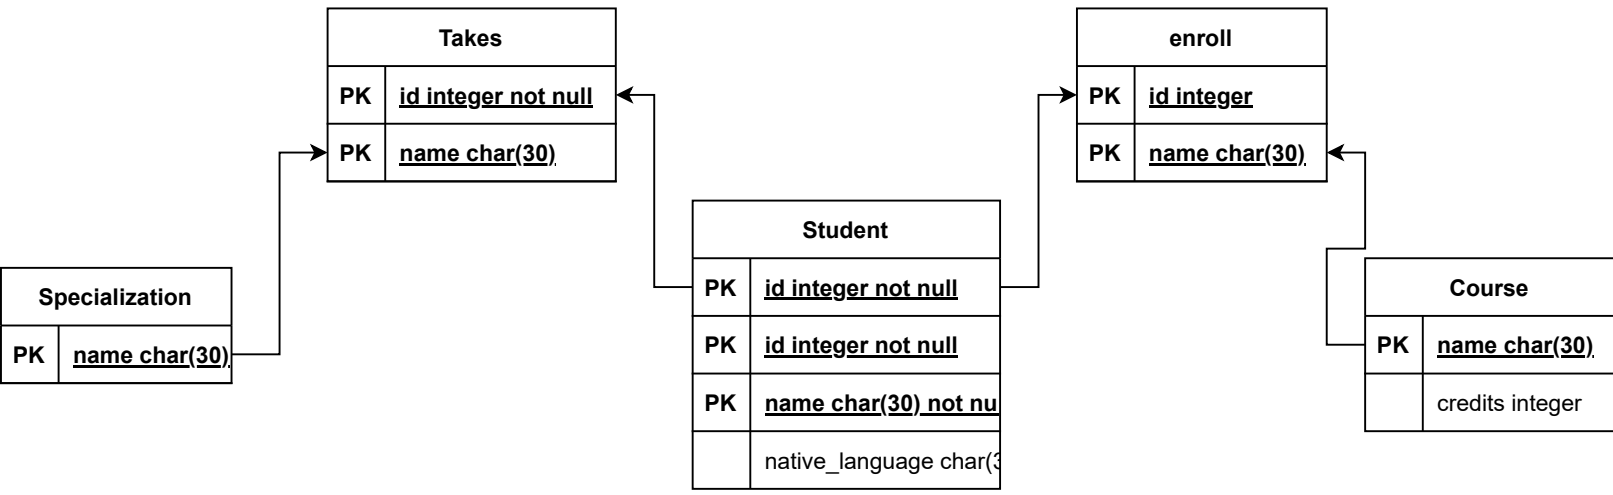 Takes
PK id integer not null
PK name char(30)
enroll
PK id integer
PK name char(30)
Student
PK id integer not null
PK id integer not null
PK name char(30) not nu
native_language char(3
Specialization
PK name char(30)
Course
PK name char(30)
credits integer